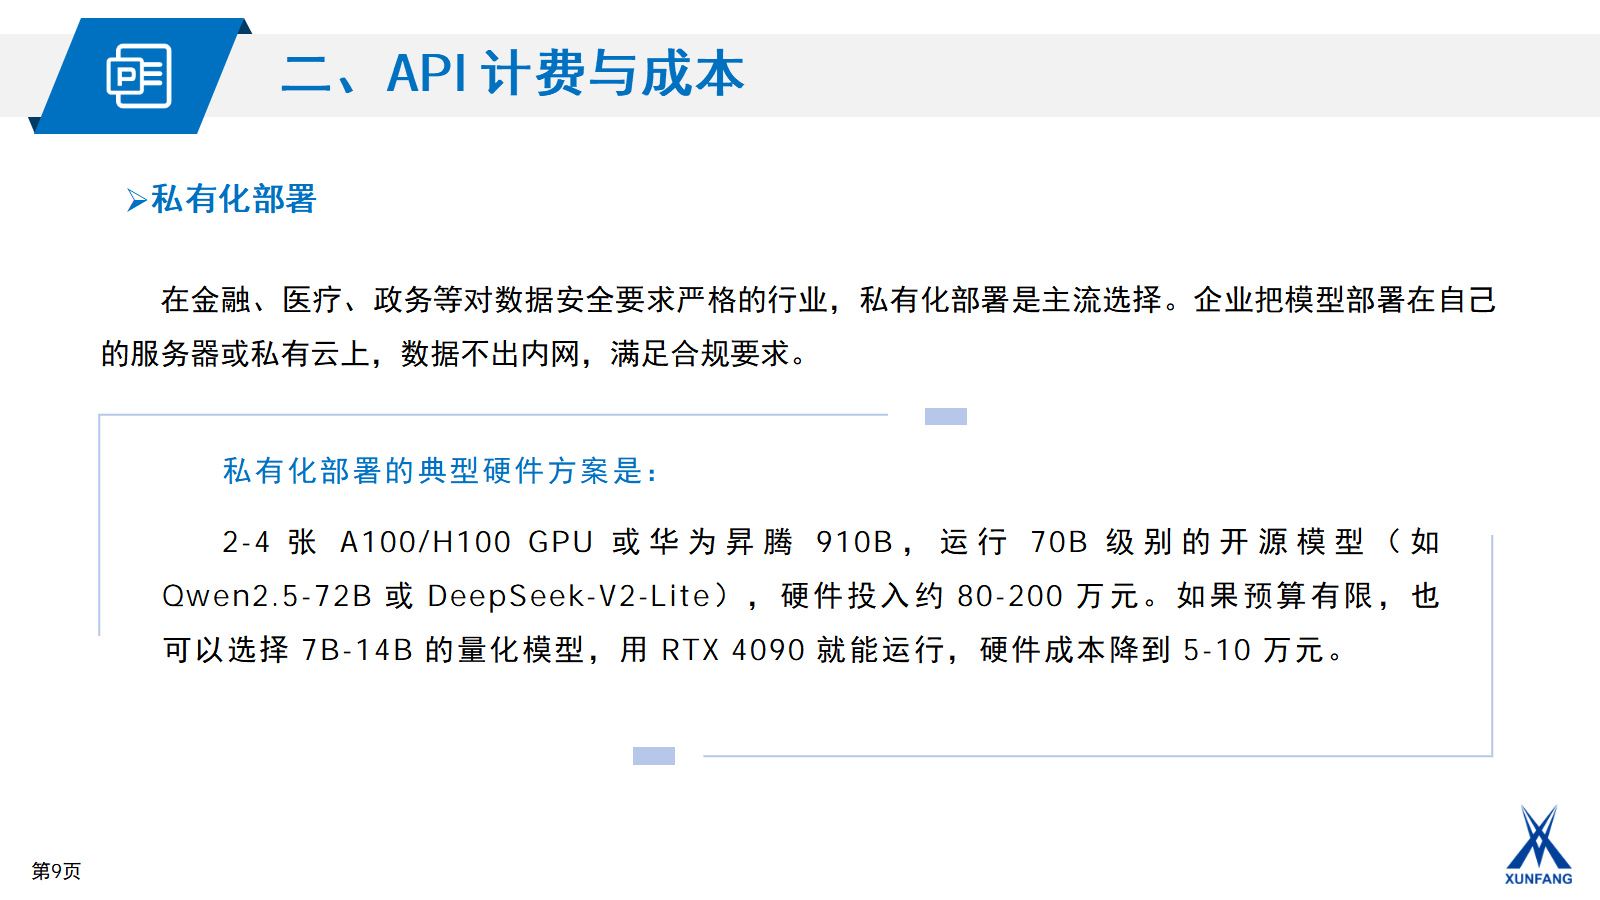 二、API 计费与成本
➢私有化部署
在金融、医疗、政务等对数据安全要求严格的行业，私有化部署是主流选择。企业把模型部署在自己
的服务器或私有云上，数据不出内网，满足合规要求。
私有化部署的典型硬件方案是：
2-4 张 A100/H100 GPU 或华为昇腾 910B，运行 70B 级别的开源模型（如
Qwen2.5-72B 或 DeepSeek-V2-Lite），硬件投入约 80-200 万元。如果预算有限，也
可以选择 7B-14B 的量化模型，用 RTX 4090 就能运行，硬件成本降到 5-10 万元。
第9页
XUNFANG